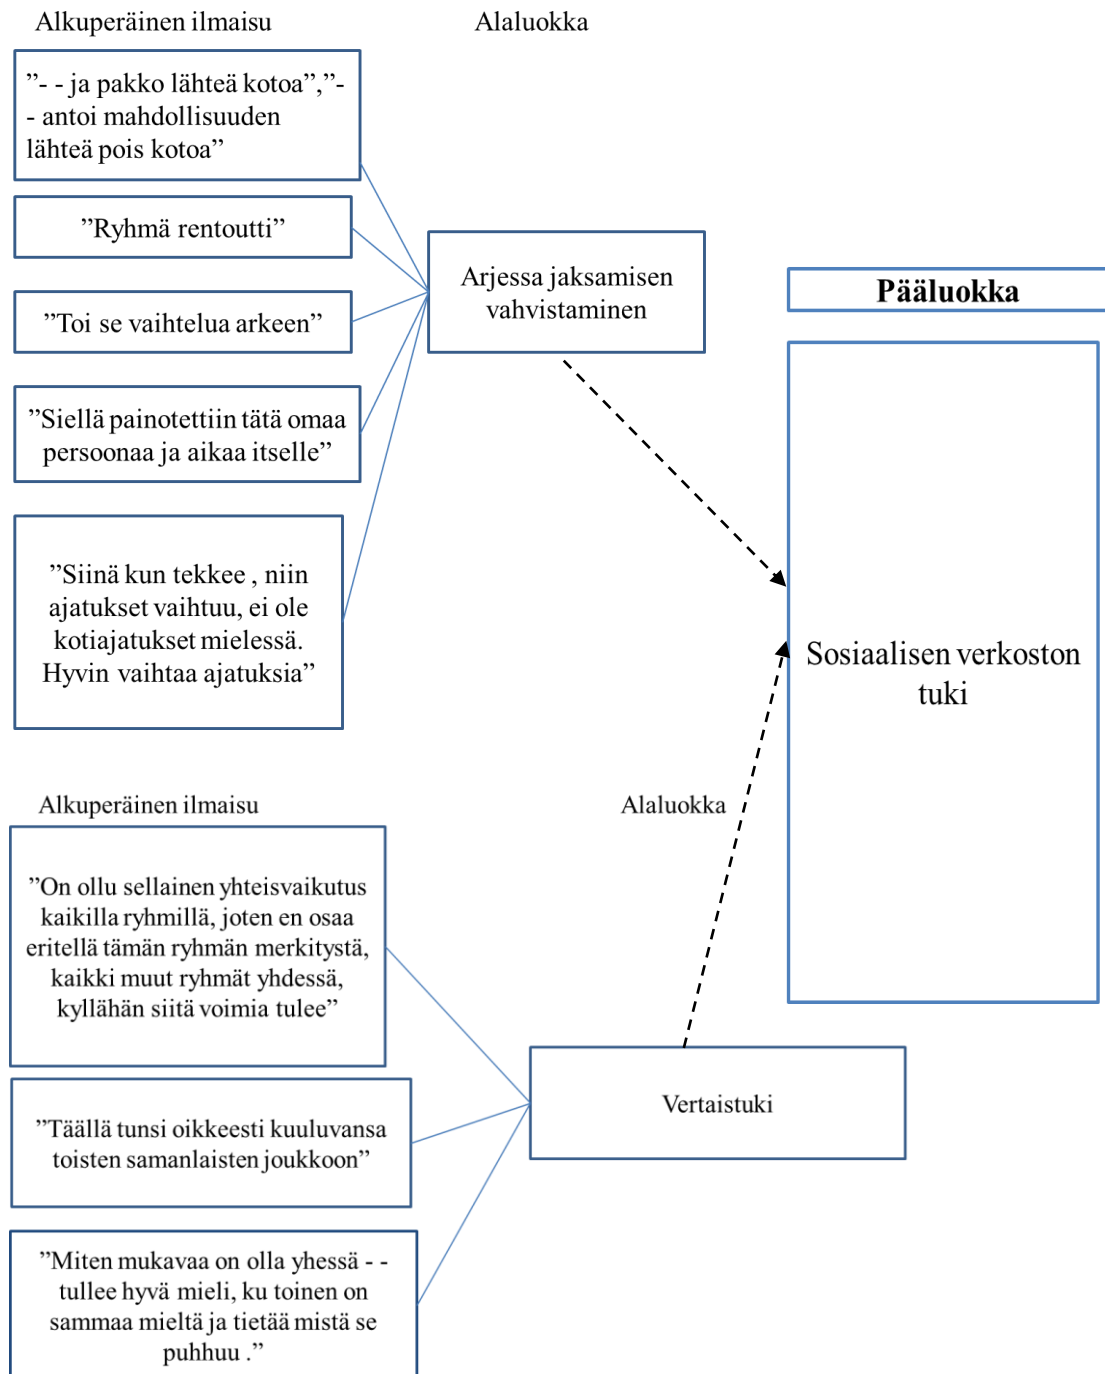 Alkuperäinen ilmaisu
Alaluokka
”- - ja pakko lähteä kotoa”,”-
- antoi mahdollisuuden
lähteä pois kotoa”
”Ryhmä rentoutti”
”Toi se vaihtelua arkeen”
”Siellä painotettiin tätä omaa
persoonaa ja aikaa itselle”
”Siinä kun tekkee , niin
ajatukset vaihtuu, ei ole
kotiajatukset mielessä.
Hyvin vaihtaa ajatuksia”
Arjessa jaksamisen
vahvistaminen
Pääluokka
Sosiaalisen verkoston
tuki
Alkuperäinen ilmaisu
Alaluokka
”On ollu sellainen yhteisvaikutus
kaikilla ryhmillä, joten en osaa
eritellä tämän ryhmän merkitystä,
kaikki muut ryhmät yhdessä,
kyllähän siitä voimia tulee”
”Täällä tunsi oikkeesti kuuluvansa
toisten samanlaisten joukkoon”
”Miten mukavaa on olla yhessä - -
tullee hyvä mieli, ku toinen on
sammaa mieltä ja tietää mistä se
puhhuu .”
Vertaistuki